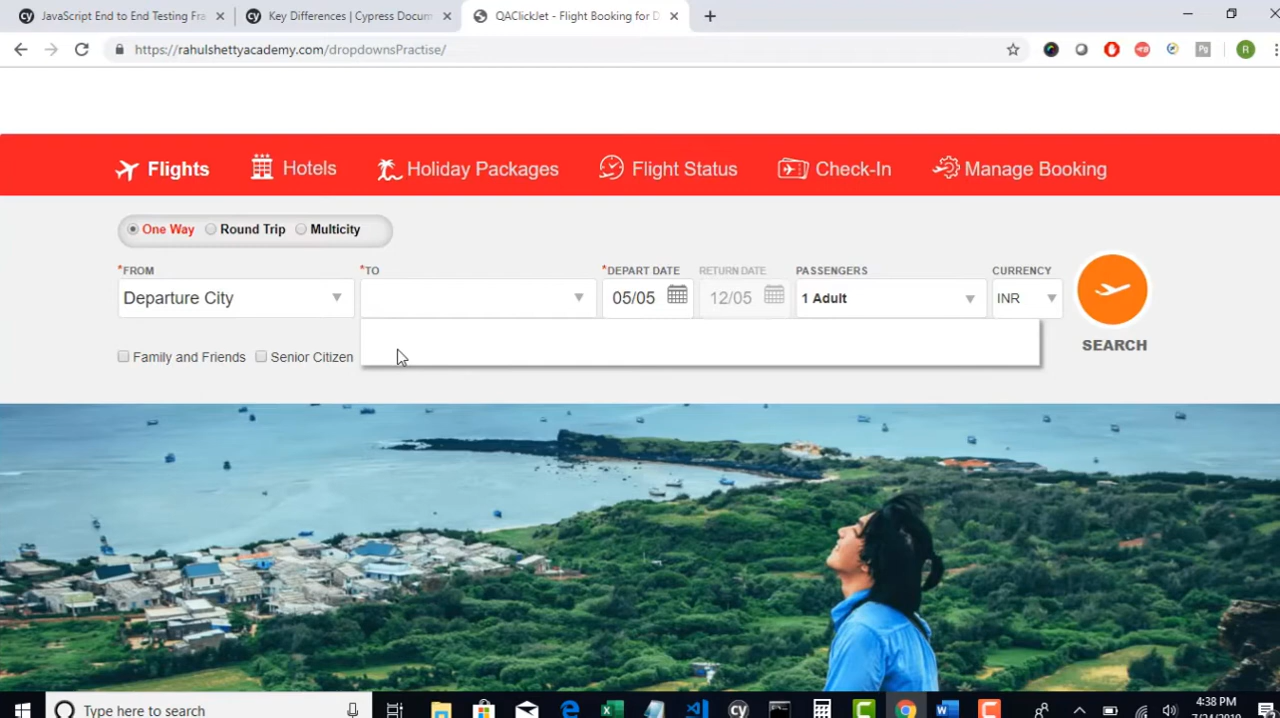 JavaScript End to End Testing Fra
Key Differences | Cypress Docum
QAClickJet - Flight Booking for D
https://rahulshettyacademy.com/dropdownsPractise/
Flights
Hotels
Holiday Packages
Flight Status
Check-In
Manage Booking
One Way
Round Trip
Multicity
*FROM
*TO
*DEPART DATE
RETURN DATE
PASSENGERS
CURRENCY
Departure City
05/05
12/05
1 Adult
INR
SEARCH
Family and Friends
Senior Citizen
Type here to search
4:38 PM